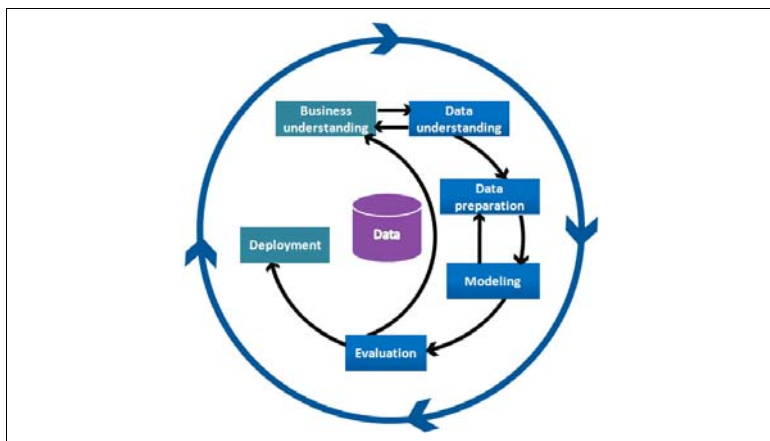 Business
understanding
Data
understanding
Data
preparation
Data
Deployment
Modeling
Evaluation